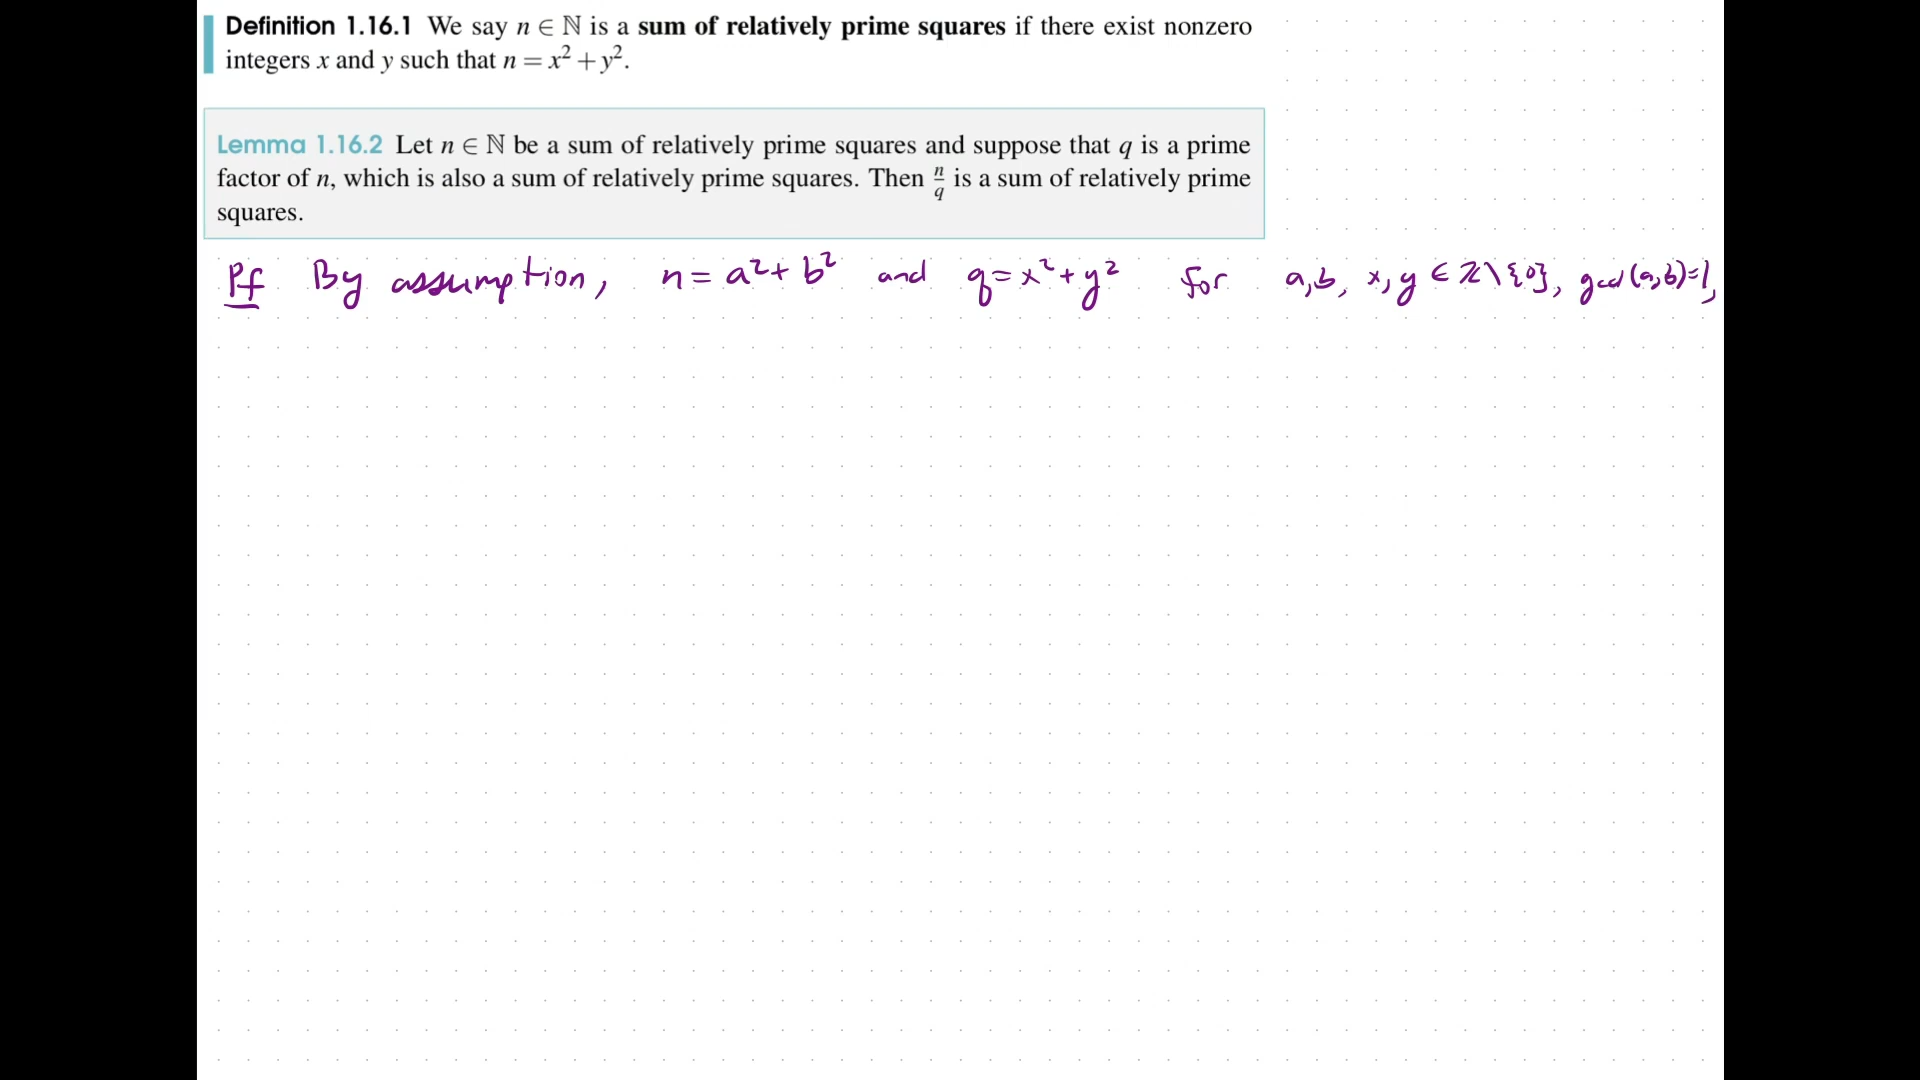 Definition 1.16.1 We say n ∈ ℕ is a sum of relatively prime squares if there exist nonzero
integers x and y such that n = x² + y².
Lemma 1.16.2 Let n ∈ ℕ be a sum of relatively prime squares and suppose that q is a prime
factor of n, which is also a sum of relatively prime squares. Then n/q is a sum of relatively prime
squares.
Pf By assumption, n = a² + b² and q = x² + y² for a,b, x,y ∈ ℤ\{0}, gcd(a,b)=1,